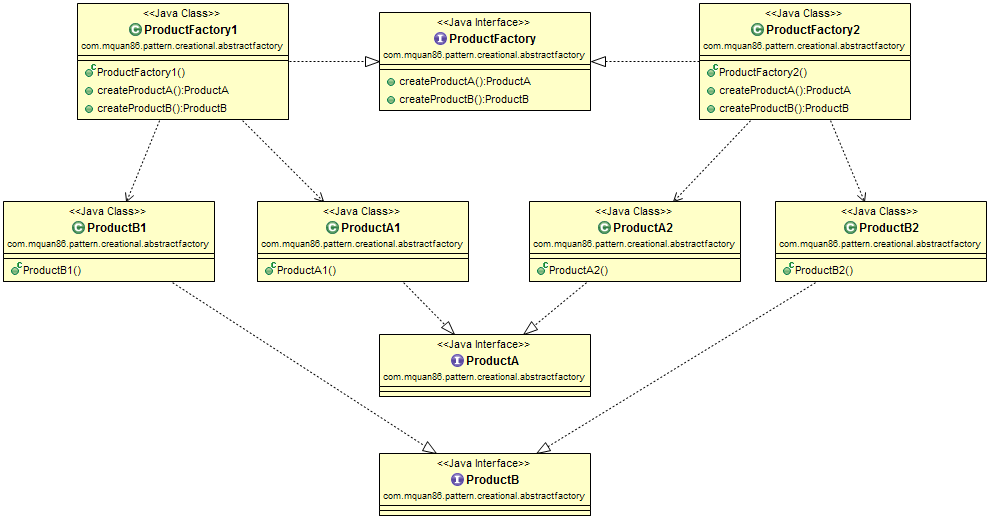 <<Java Class>>
ProductFactory1
com.mquan86.pattern.creational.abstractfactory
ProductFactory1()
createProductA():ProductA
createProductB():ProductB
<<Java Interface>>
ProductFactory
com.mquan86.pattern.creational.abstractfactory
createProductA():ProductA
createProductB():ProductB
<<Java Class>>
ProductFactory2
com.mquan86.pattern.creational.abstractfactory
ProductFactory2()
createProductA():ProductA
createProductB():ProductB
<<Java Class>>
ProductB1
com.mquan86.pattern.creational.abstractfactory
ProductB1()
<<Java Class>>
ProductA1
com.mquan86.pattern.creational.abstractfactory
ProductA1()
<<Java Class>>
ProductA2
com.mquan86.pattern.creational.abstractfactory
ProductA2()
<<Java Class>>
ProductB2
com.mquan86.pattern.creational.abstractfactory
ProductB2()
<<Java Interface>>
ProductA
com.mquan86.pattern.creational.abstractfactory
<<Java Interface>>
ProductB
com.mquan86.pattern.creational.abstractfactory